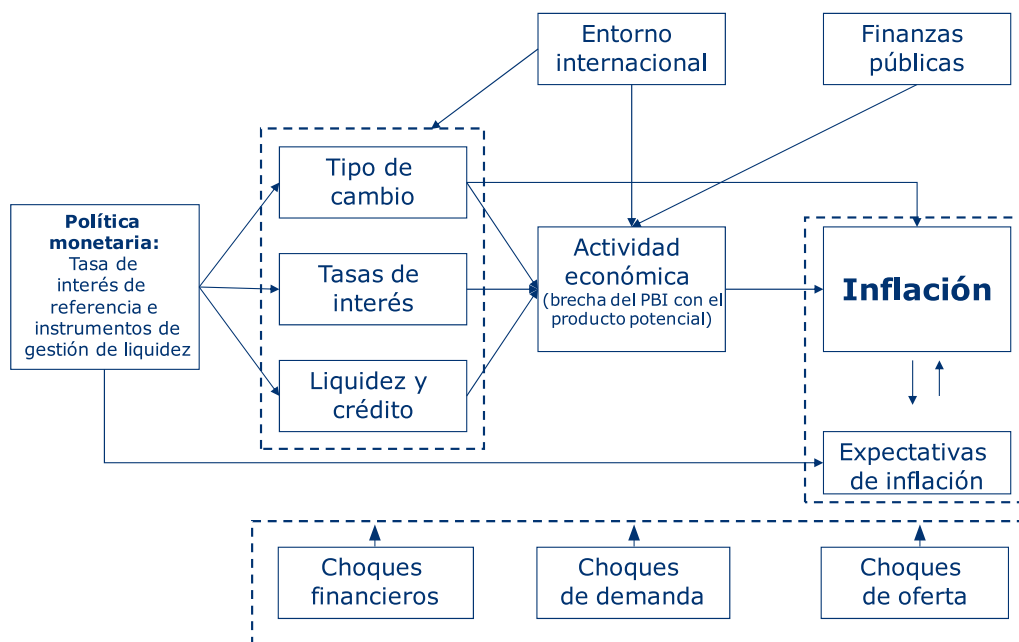 Entorno
internacional
Finanzas
públicas
Tipo de
cambio
Política
monetaria:
Tasa de
interés de
referencia e
instrumentos de
gestión de liquidez
Tasas de
interés
Liquidez y
crédito
Actividad
económica
(brecha del PBI con el
producto potencial)
Inflación
Expectativas
de inflación
Choques
financieros
Choques
de demanda
Choques
de oferta